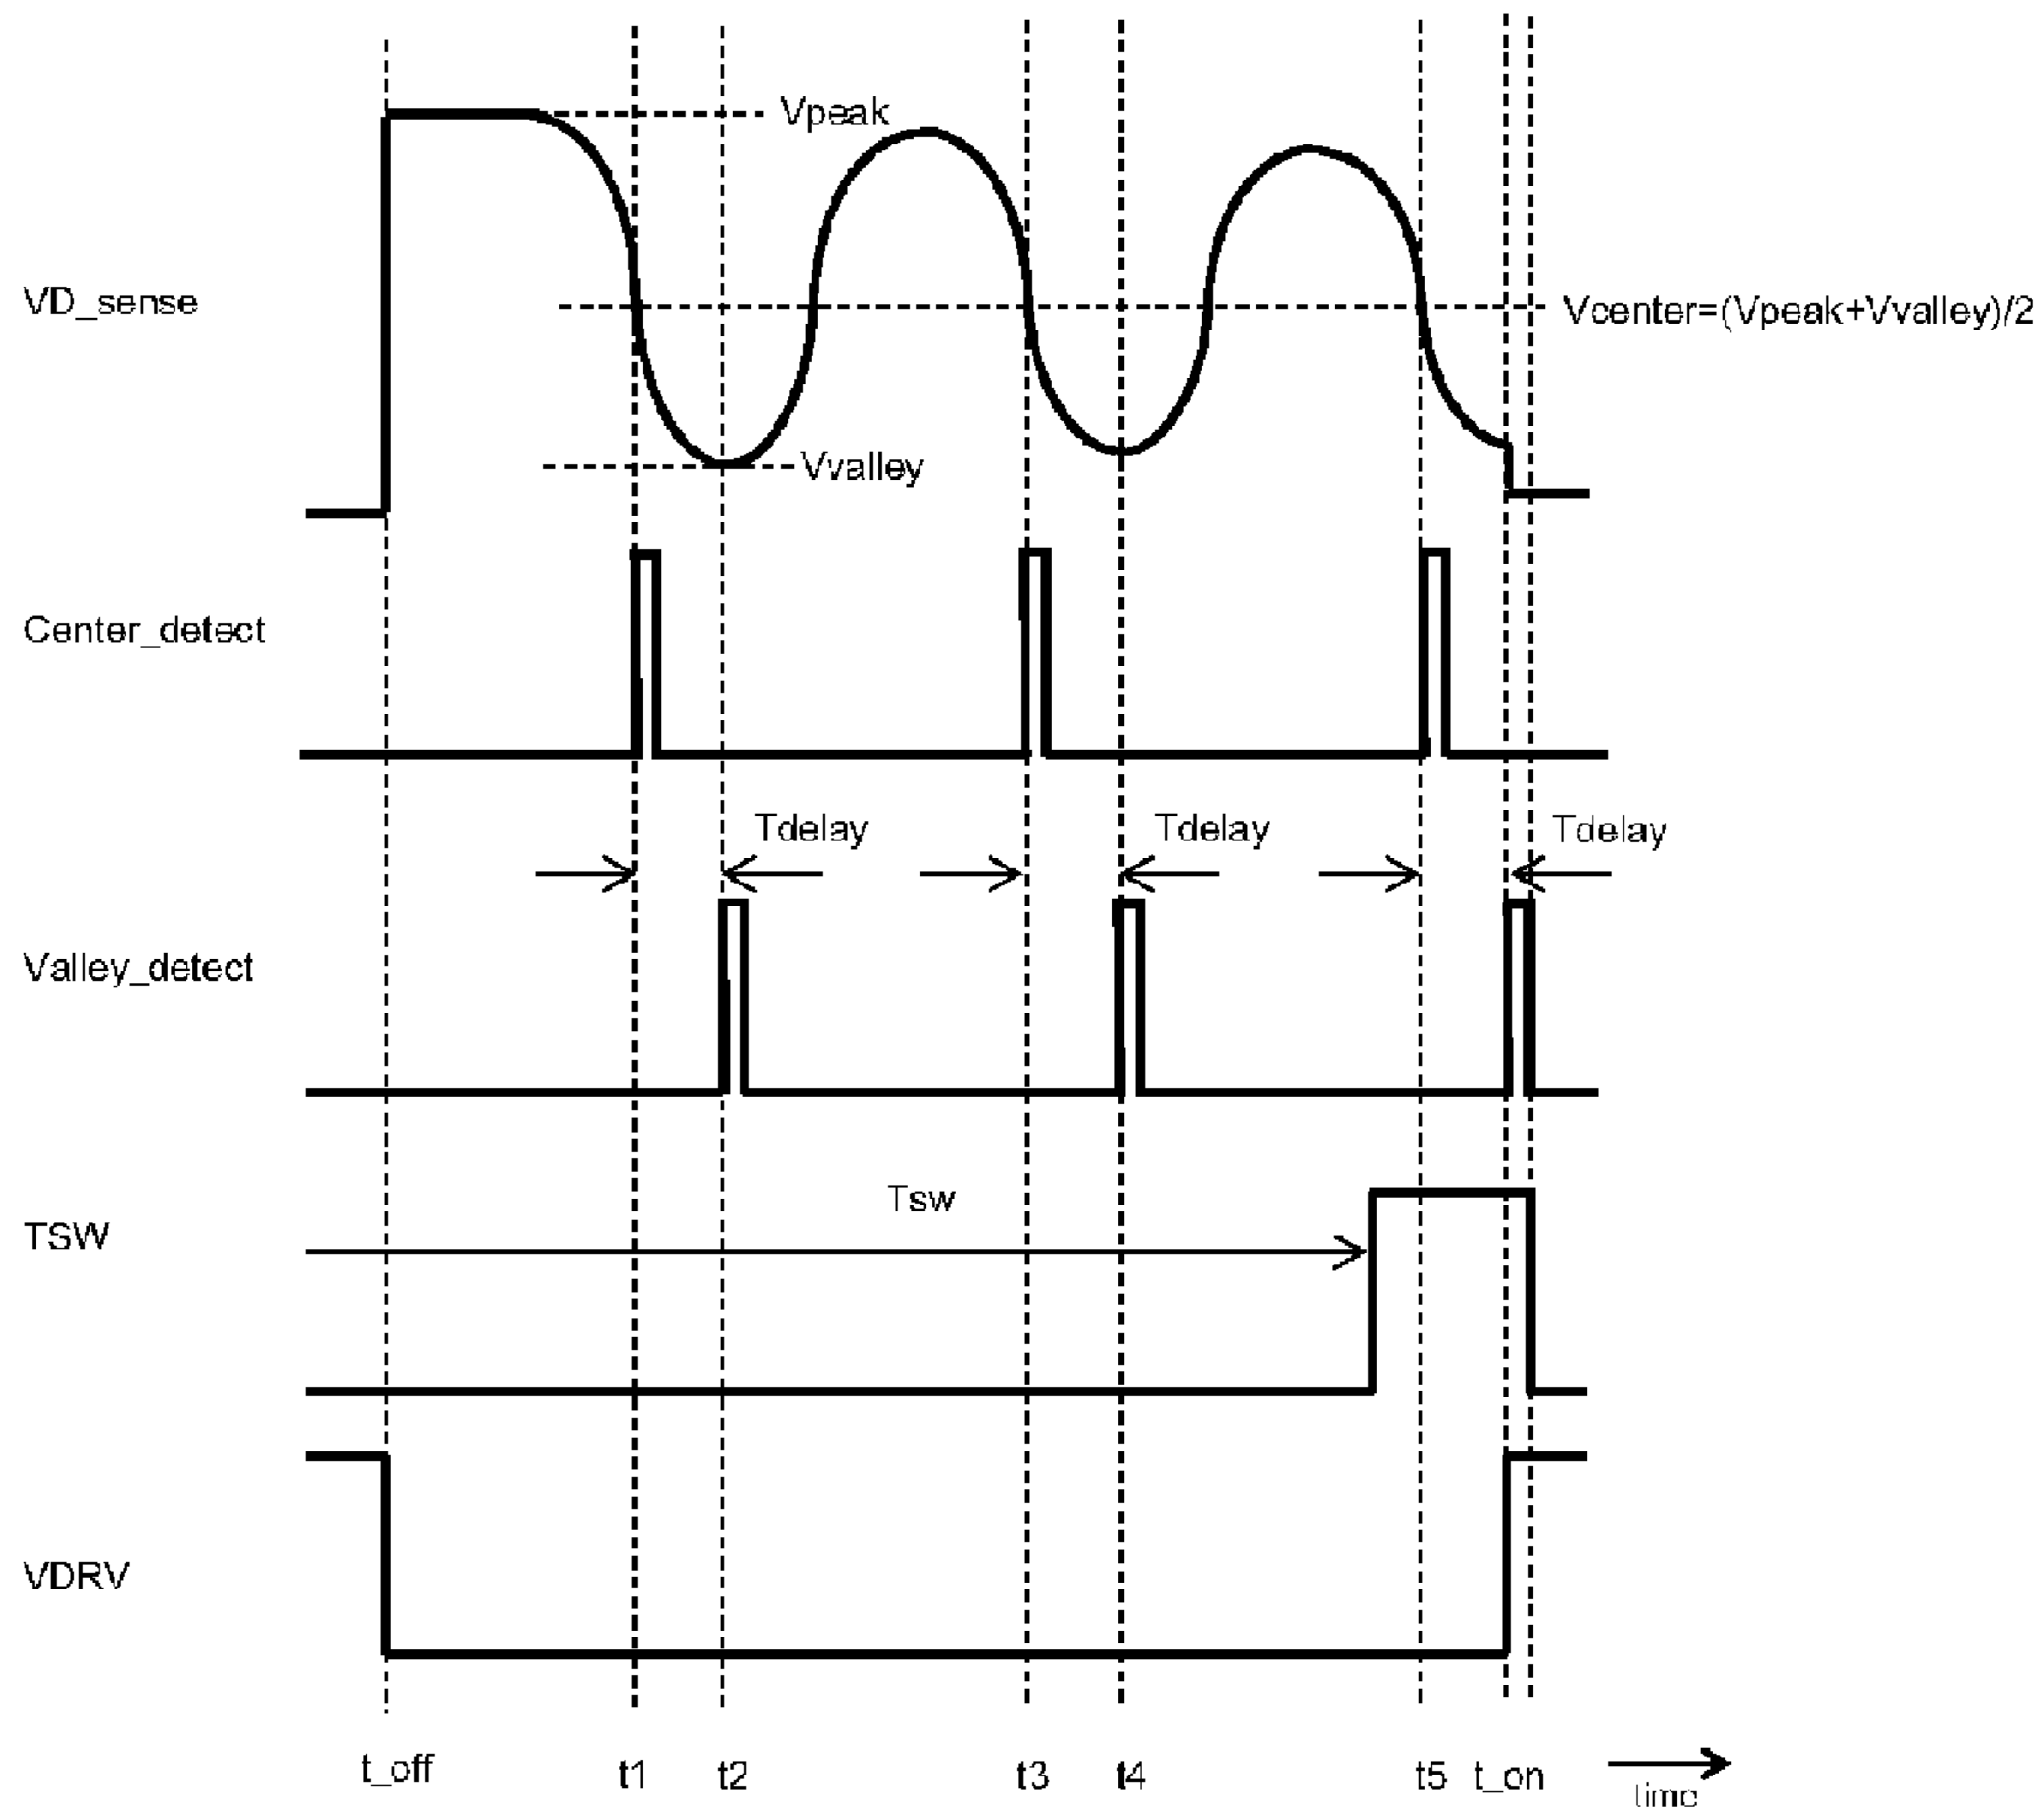 Vpeak
VD_sense
Vcenter=(Vpeak+Vvalley)/2
Vvalley
Center_detect
Tdelay Tdelay Tdelay
Valley_detect
Tsw
TSW
VDRV
t_off t1 t2 t3 t4 t5 t_on
time